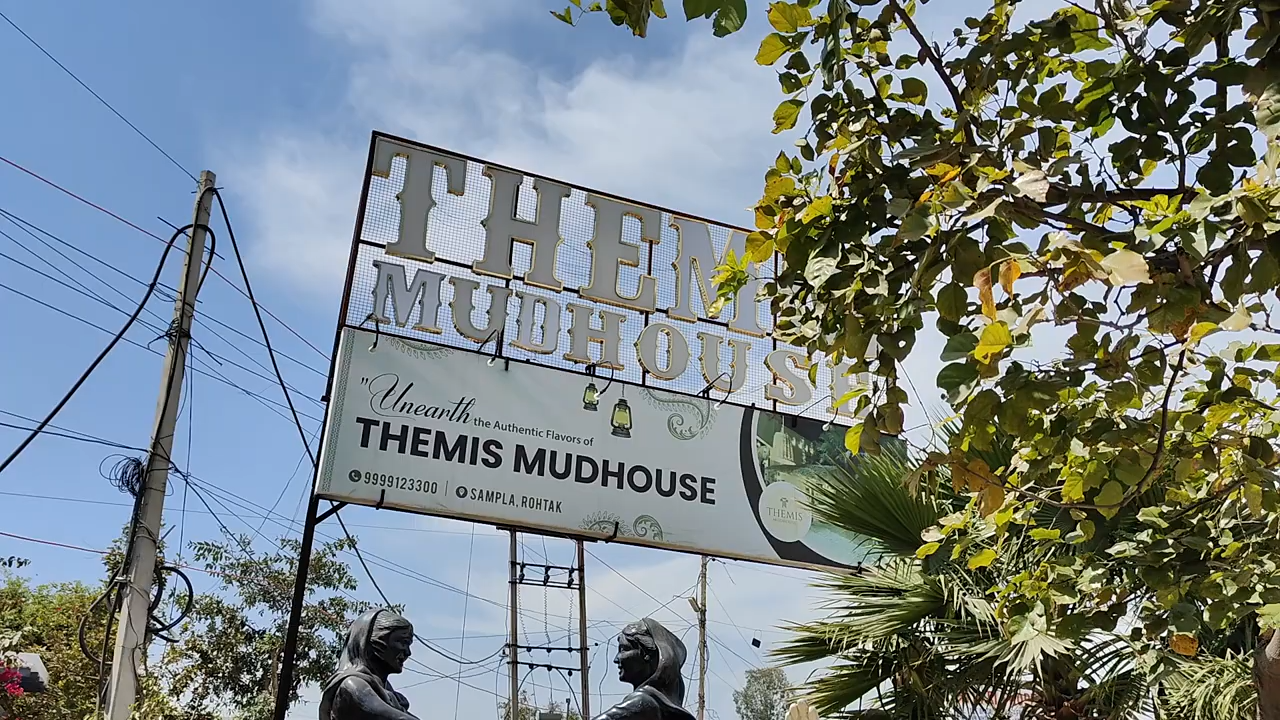 THEM
MUDHOUSE
"Unearth the Authentic Flavors of
THEMIS MUDHOUSE
9999123300 | SAMPLA, ROHTAK
THEMIS